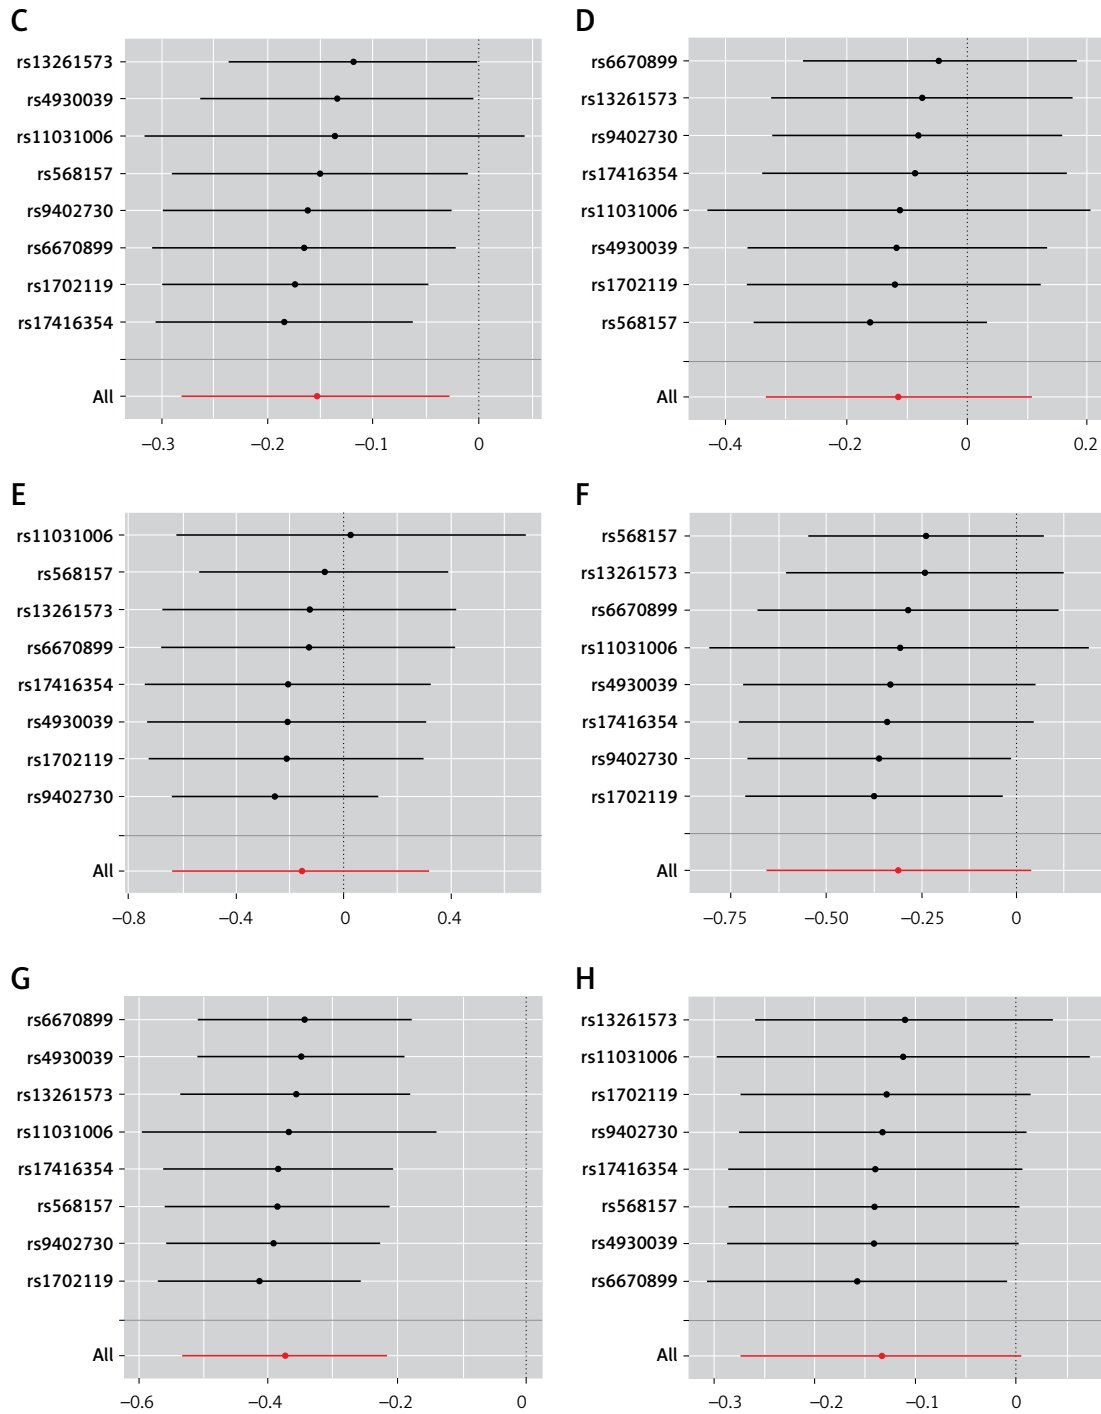 C
rs13261573
rs4930039
rs11031006
rs568157
rs9402730
rs6670899
rs1702119
rs17416354
All
−0.3 −0.2 −0.1 0
D
rs6670899
rs13261573
rs9402730
rs17416354
rs11031006
rs4930039
rs1702119
rs568157
All
−0.4 −0.2 0 0.2
E
rs11031006
rs568157
rs13261573
rs6670899
rs17416354
rs4930039
rs1702119
rs9402730
All
−0.8 −0.4 0 0.4
F
rs568157
rs13261573
rs6670899
rs11031006
rs4930039
rs17416354
rs9402730
rs1702119
All
−0.75 −0.50 −0.25 0
G
rs6670899
rs4930039
rs13261573
rs11031006
rs17416354
rs568157
rs9402730
rs1702119
All
−0.6 −0.4 −0.2 0
H
rs13261573
rs11031006
rs1702119
rs9402730
rs17416354
rs568157
rs4930039
rs6670899
All
−0.3 −0.2 −0.1 0